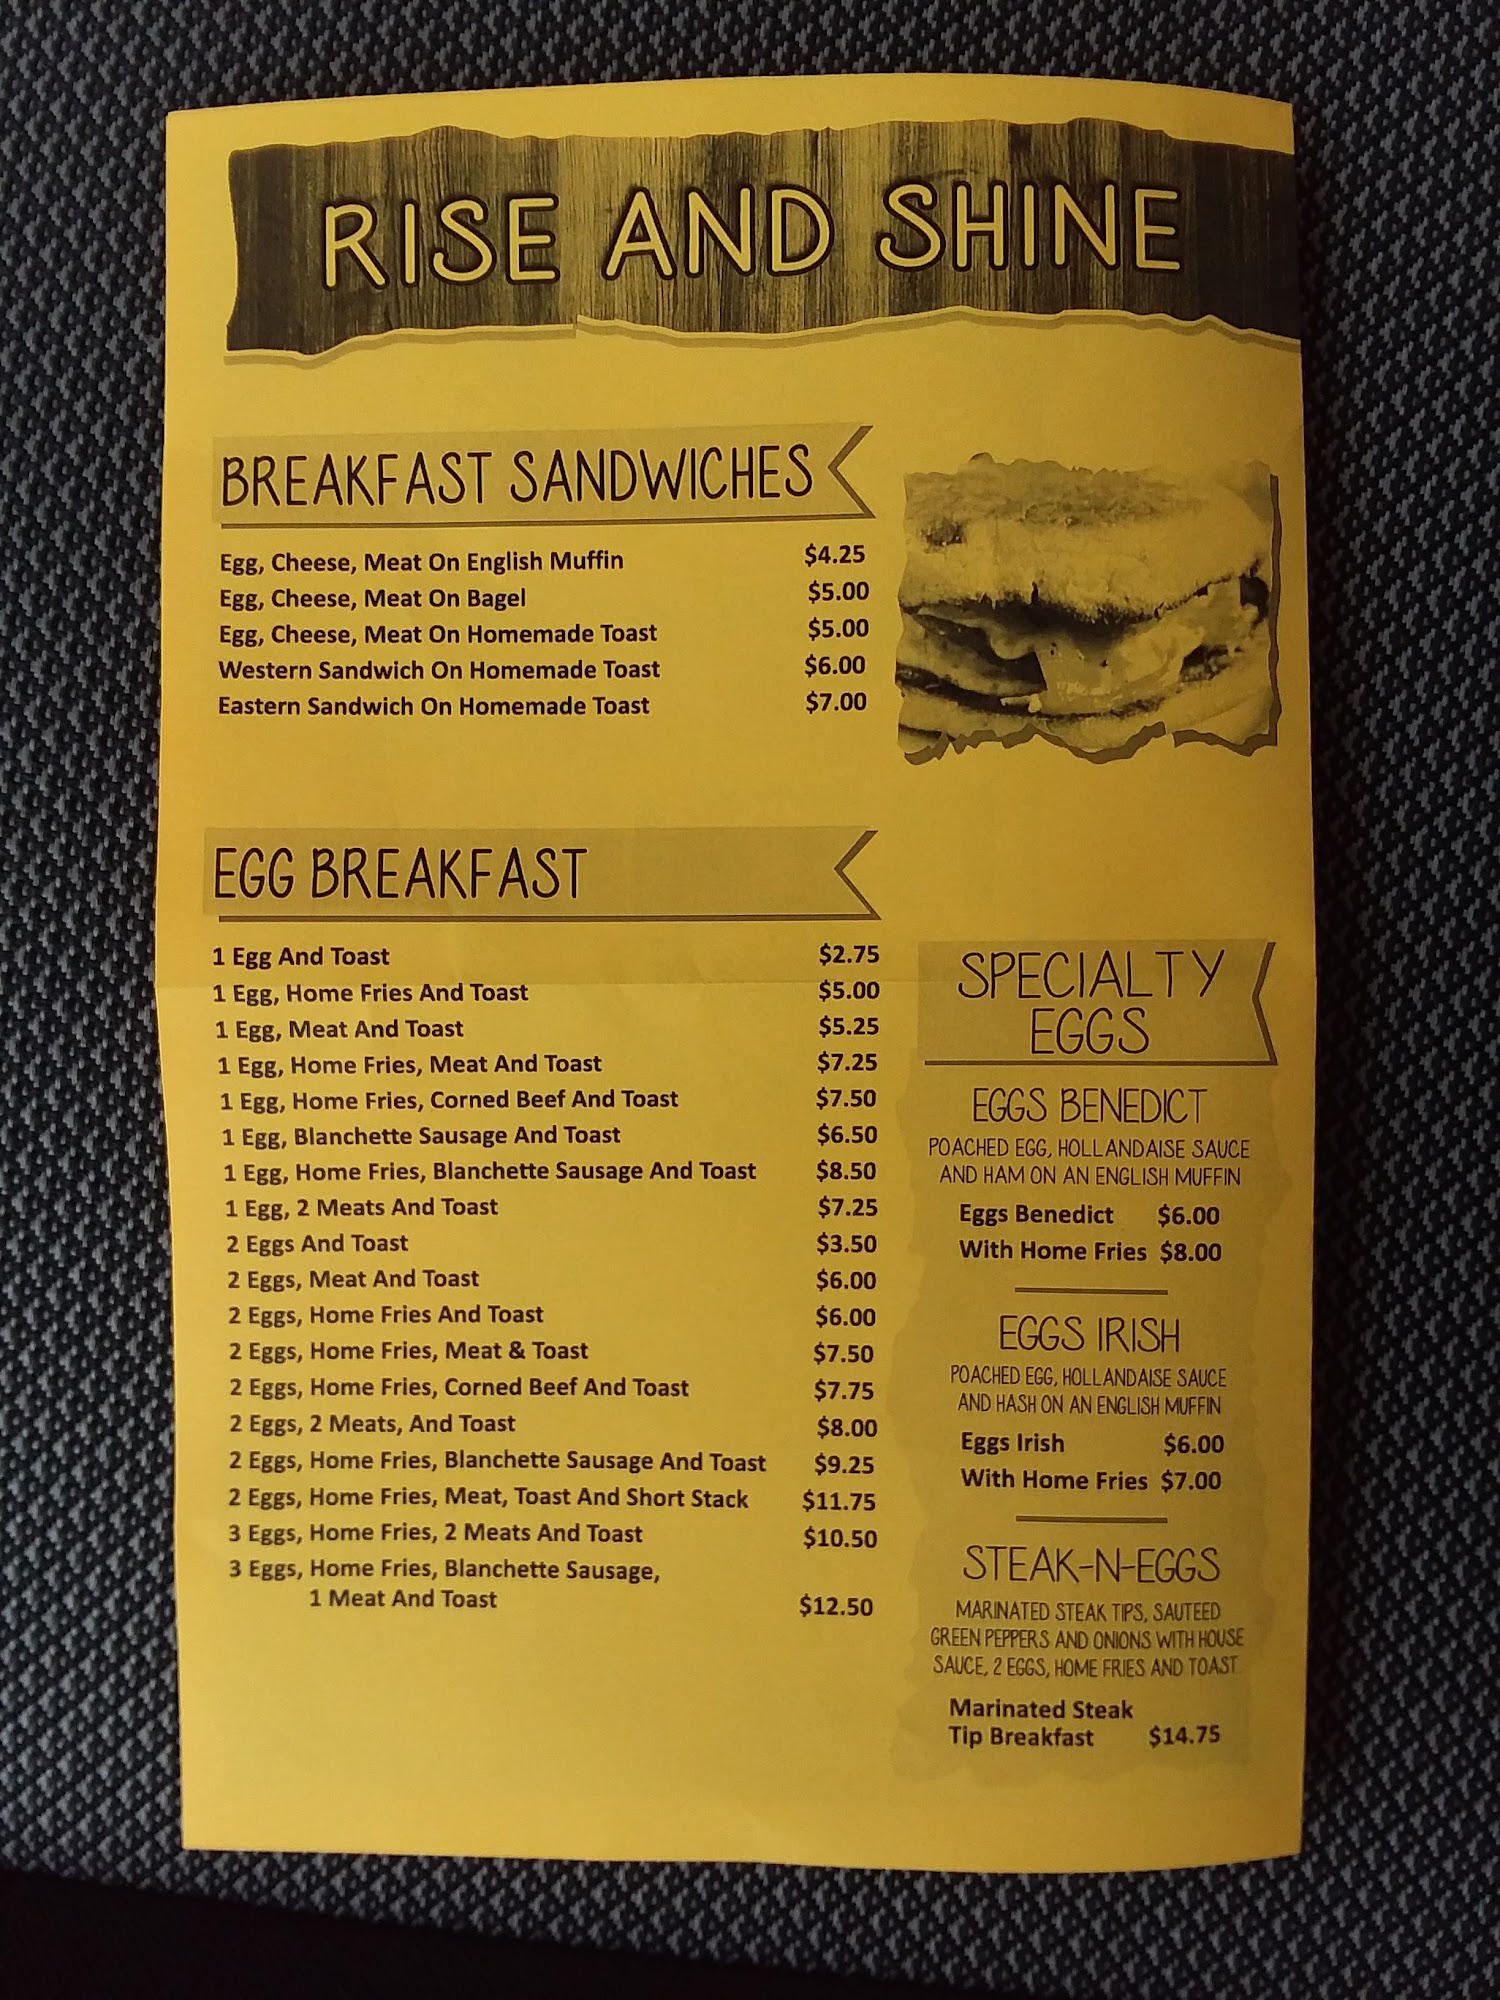 RISE AND SHINE
BREAKFAST SANDWICHES
Egg, Cheese, Meat On English Muffin $4.25
Egg, Cheese, Meat On Bagel $5.00
Egg, Cheese, Meat On Homemade Toast $5.00
Western Sandwich On Homemade Toast $6.00
Eastern Sandwich On Homemade Toast $7.00
EGG BREAKFAST
1 Egg And Toast $2.75
1 Egg, Home Fries And Toast $5.00
1 Egg, Meat And Toast $5.25
1 Egg, Home Fries, Meat And Toast $7.25
1 Egg, Home Fries, Corned Beef And Toast $7.50
1 Egg, Blanchette Sausage And Toast $6.50
1 Egg, Home Fries, Blanchette Sausage And Toast $8.50
1 Egg, 2 Meats And Toast $7.25
2 Eggs And Toast $3.50
2 Eggs, Meat And Toast $6.00
2 Eggs, Home Fries And Toast $6.00
2 Eggs, Home Fries, Meat & Toast $7.50
2 Eggs, Home Fries, Corned Beef And Toast $7.75
2 Eggs, 2 Meats, And Toast $8.00
2 Eggs, Home Fries, Blanchette Sausage And Toast $9.25
2 Eggs, Home Fries, Meat, Toast And Short Stack $11.75
3 Eggs, Home Fries, 2 Meats And Toast $10.50
3 Eggs, Home Fries, Blanchette Sausage,
1 Meat And Toast $12.50
SPECIALTY
EGGS
EGGS BENEDICT
POACHED EGG, HOLLANDAISE SAUCE
AND HAM ON AN ENGLISH MUFFIN
Eggs Benedict $6.00
With Home Fries $8.00
EGGS IRISH
POACHED EGG, HOLLANDAISE SAUCE
AND HASH ON AN ENGLISH MUFFIN
Eggs Irish $6.00
With Home Fries $7.00
STEAK-N-EGGS
MARINATED STEAK TIPS, SAUTEED
GREEN PEPPERS AND ONIONS WITH HOUSE
SAUCE, 2 EGGS, HOME FRIES AND TOAST
Marinated Steak
Tip Breakfast $14.75